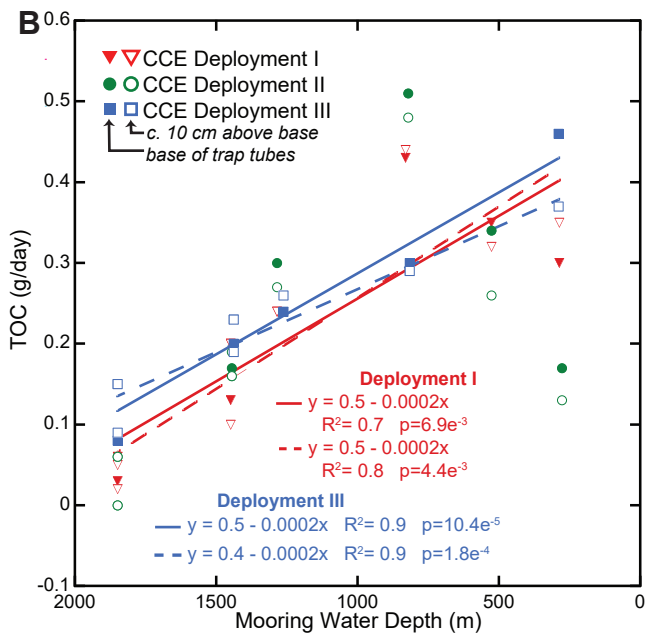 B
CCE Deployment I
CCE Deployment II
CCE Deployment III
c. 10 cm above base
base of trap tubes
TOC (g/day)
0.6
0.5
0.4
0.3
0.2
0.1
0
-0.1
Deployment I
y = 0.5 - 0.0002x
R²= 0.7 p=6.9e⁻³
y = 0.5 - 0.0002x
R²= 0.8 p=4.4e⁻³
Deployment III
y = 0.5 - 0.0002x R²= 0.9 p=10.4e⁻⁵
y = 0.4 - 0.0002x R²= 0.9 p=1.8e⁻⁴
2000 1500 1000 500 0
Mooring Water Depth (m)